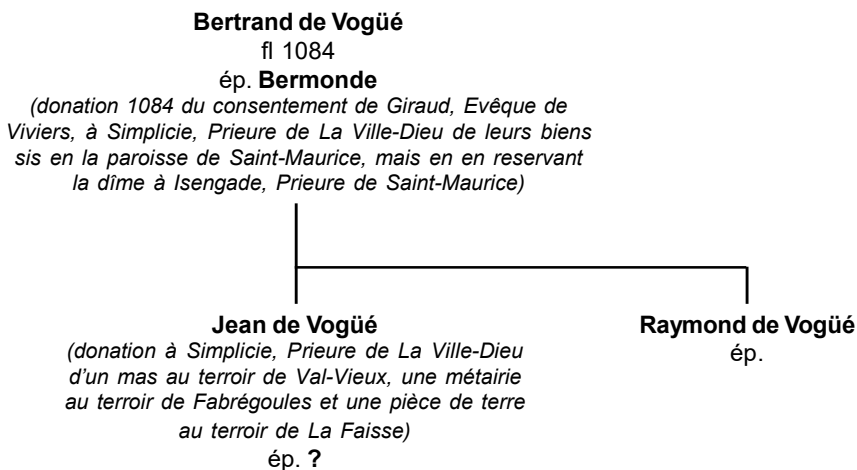 Bertrand de Vogüé
fl 1084
ép. Bermonde
(donation 1084 du consentement de Giraud, Evêque de
Viviers, à Simplicie, Prieure de La Ville-Dieu de leurs biens
sis en la paroisse de Saint-Maurice, mais en en reservant
la dîme à Isengade, Prieure de Saint-Maurice)
Jean de Vogüé
(donation à Simplicie, Prieure de La Ville-Dieu
d'un mas au terroir de Val-Vieux, une métairie
au terroir de Fabrégoules et une pièce de terre
au terroir de La Faisse)
ép. ?
Raymond de Vogüé
ép.